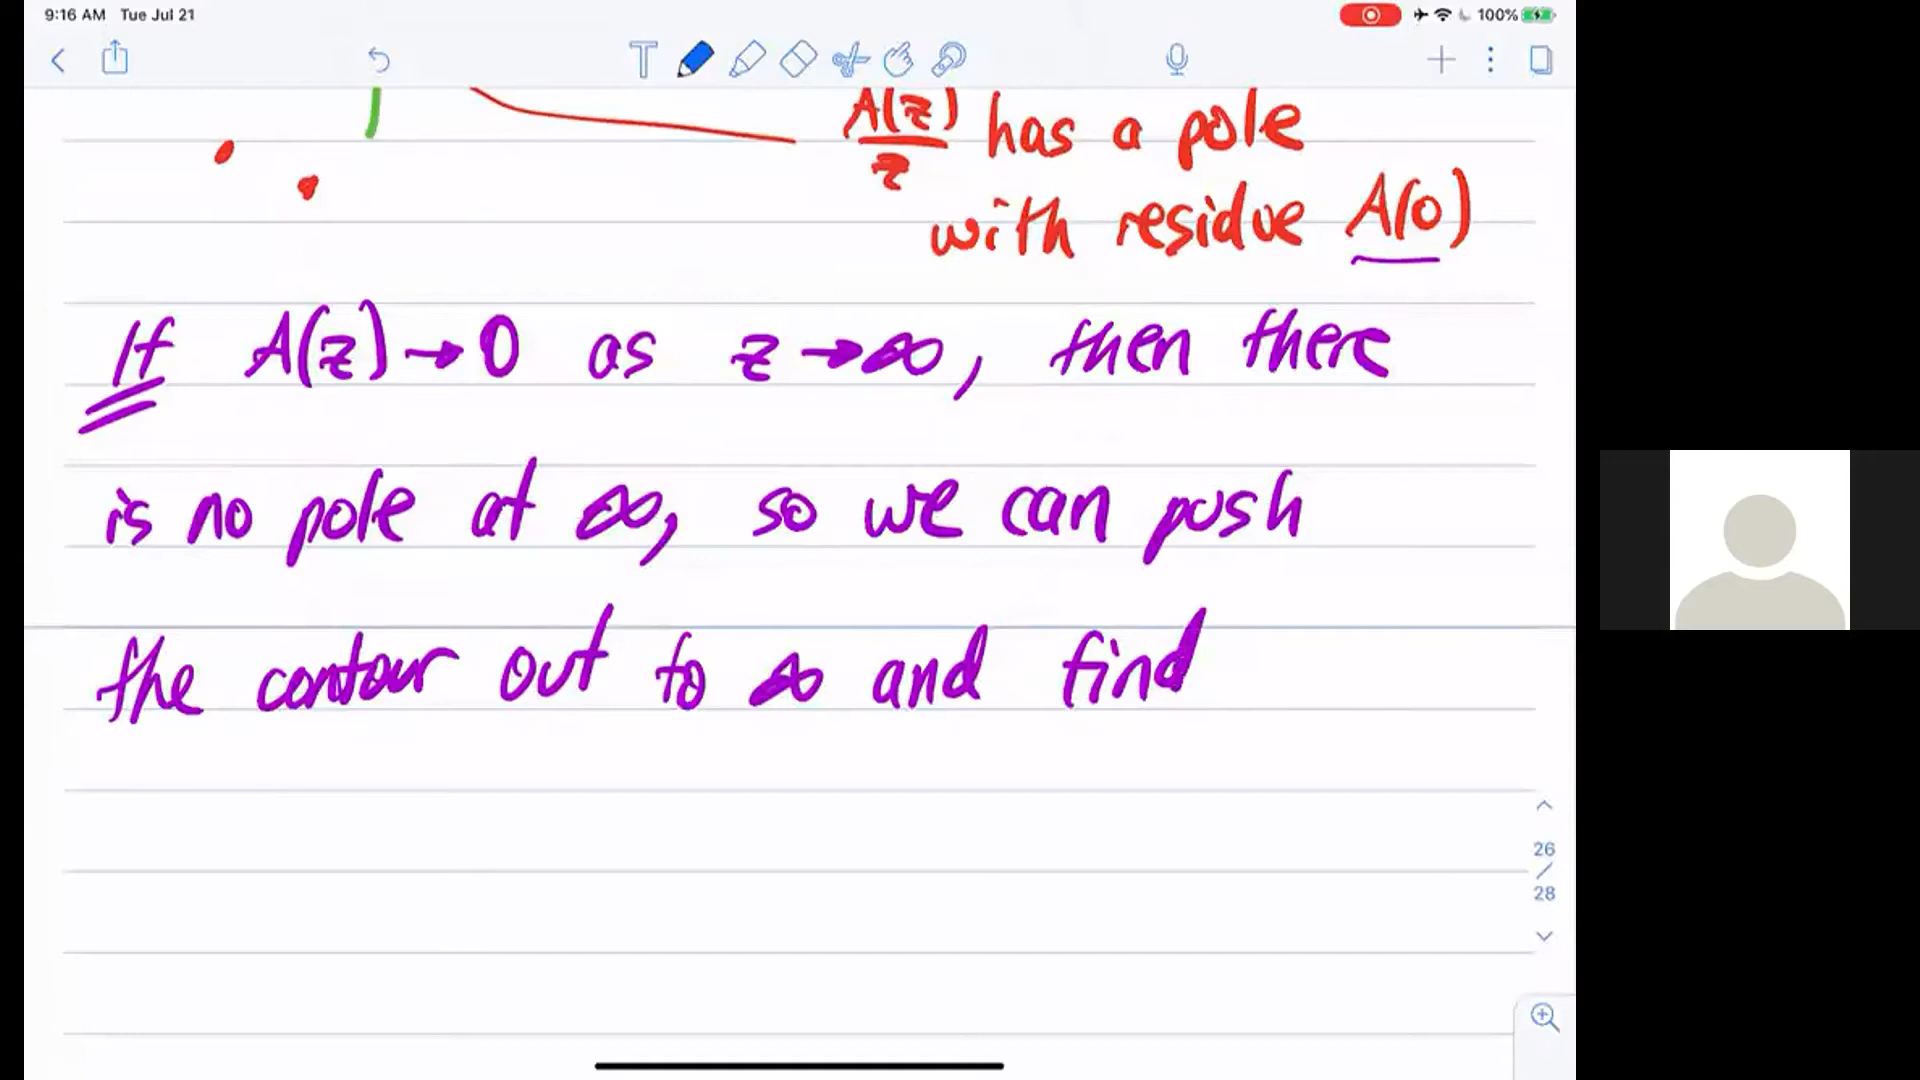 9:16 AM Tue Jul 21
100%
T
A(z)/z has a pole
with residue A(0)
If A(z)→0 as z→∞, then there
is no pole at ∞, so we can push
the contour out to ∞ and find
26
/
28